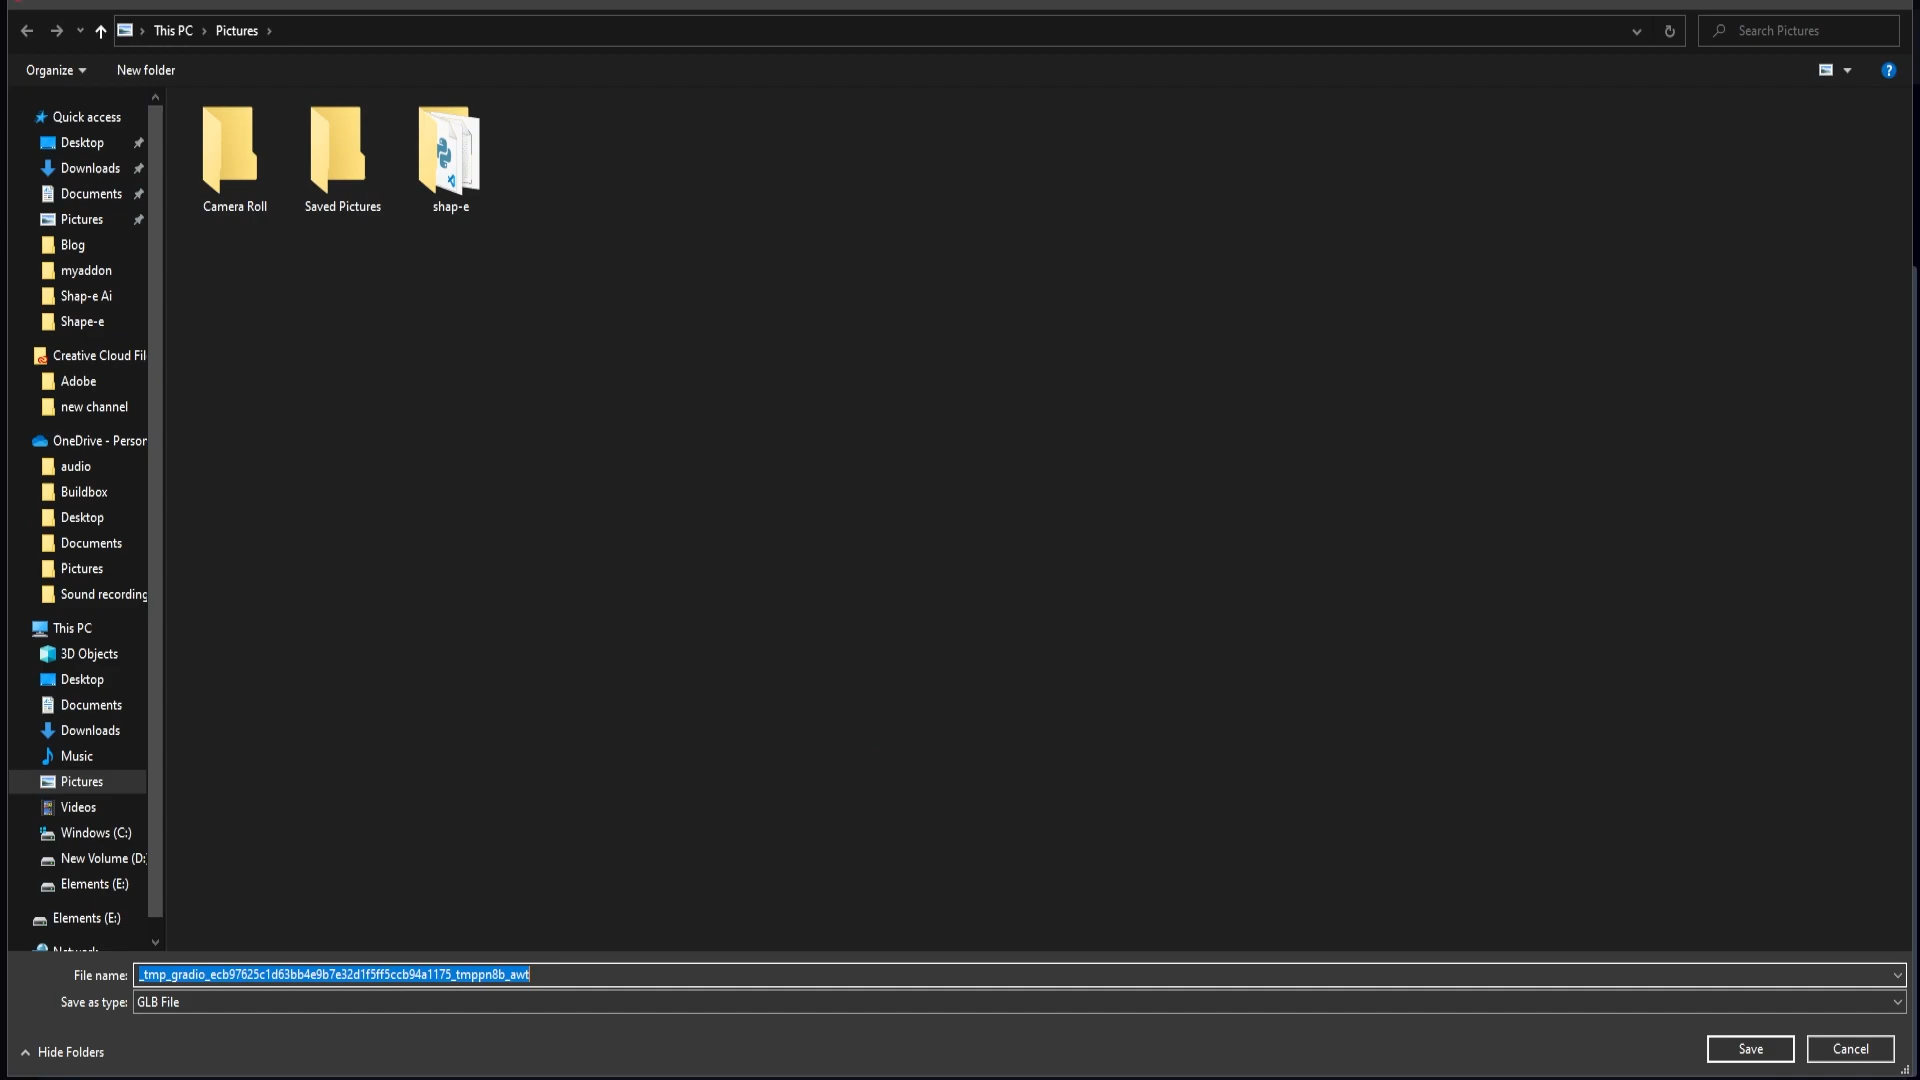 This PC
Pictures
Search Pictures
Organize
New folder
?
Quick access
Desktop
Downloads
Documents
Pictures
Blog
myaddon
Shap-e Ai
Shape-e
Creative Cloud Fil
Adobe
new channel
OneDrive - Person
audio
Buildbox
Desktop
Documents
Pictures
Sound recording
This PC
3D Objects
Desktop
Documents
Downloads
Music
Pictures
Videos
Windows (C:)
New Volume (D:
Elements (E:)
Elements (E:)
Network
Camera Roll
Saved Pictures
shap-e
File name: _tmp_gradio_ecb97625c1d63bb4e9b7e32d1f5ff5ccb94a1175_tmppn8b_awt
Save as type: GLB File
Hide Folders
Save
Cancel